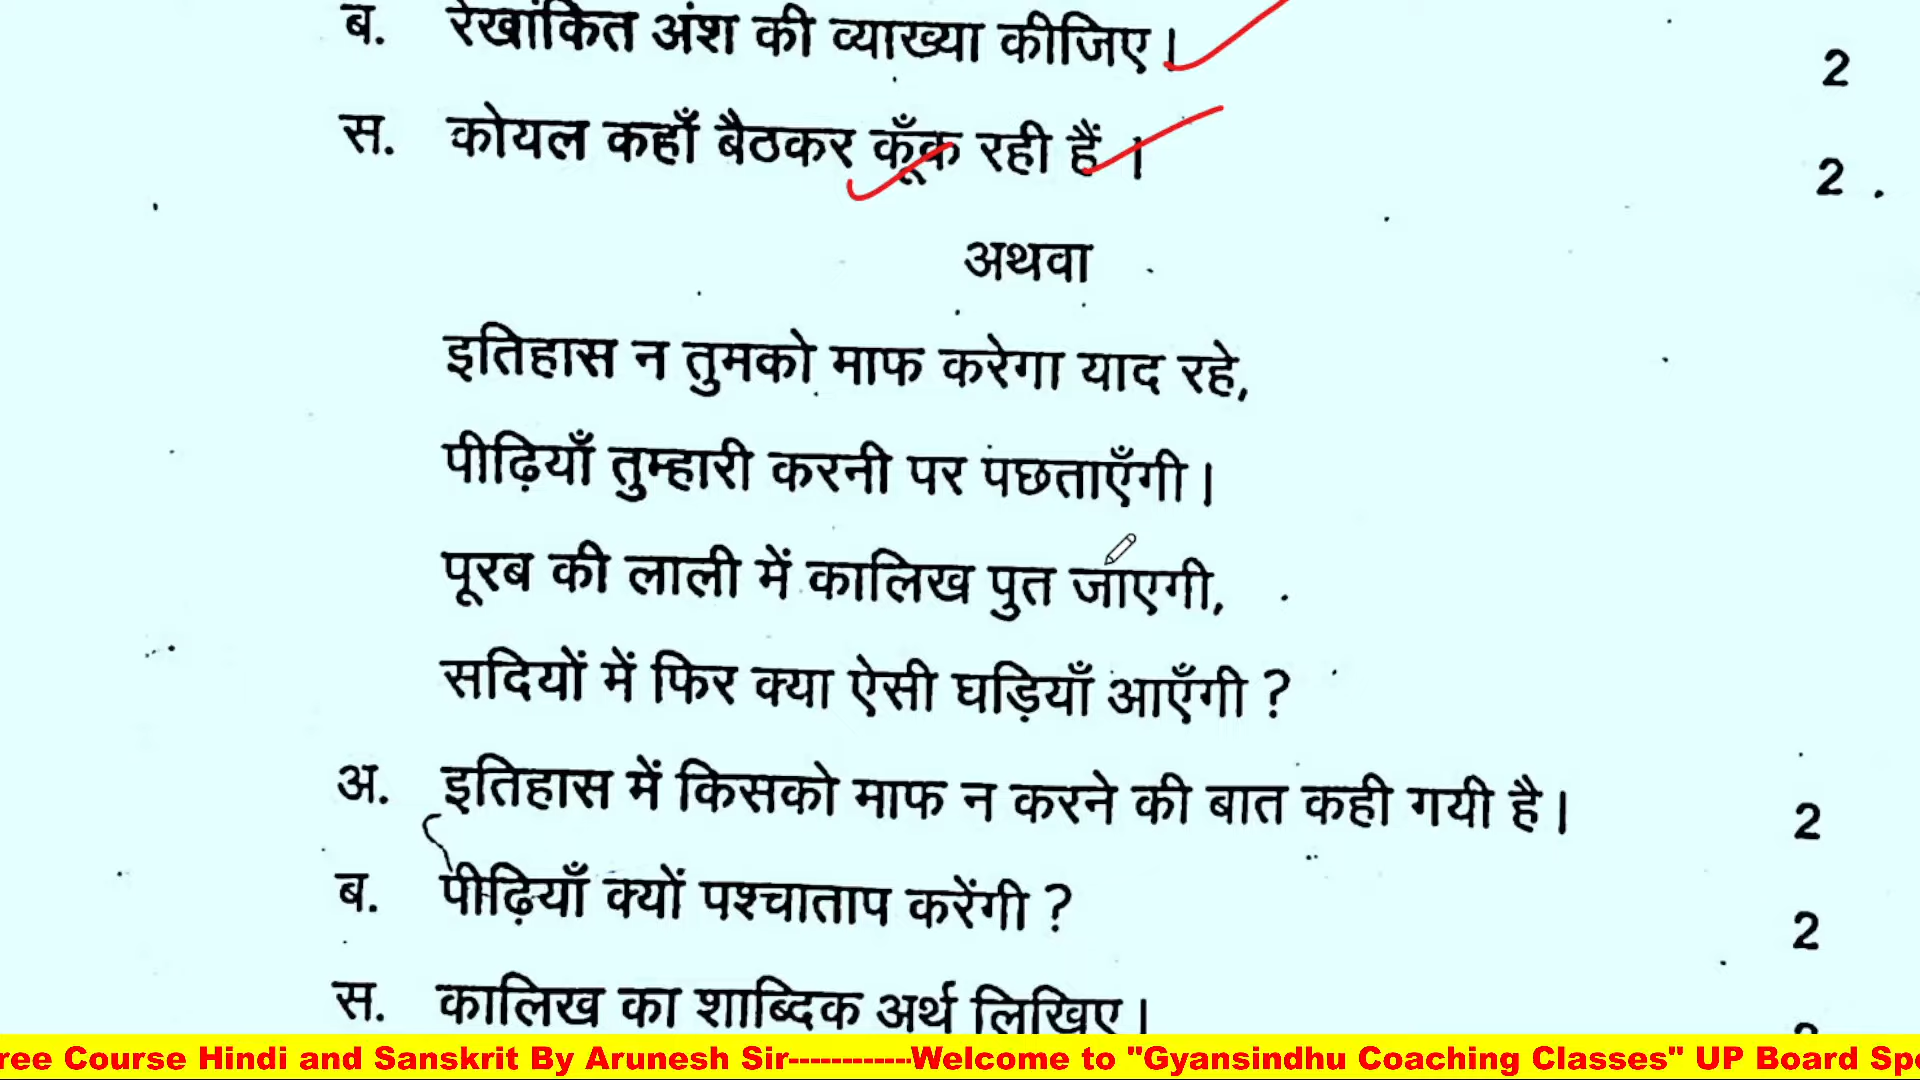 ब. रेखांकित अंश की व्याख्या कीजिए। 2
स. कोयल कहाँ बैठकर कूँक रही हैं । 2
अथवा
इतिहास न तुमको माफ करेगा याद रहे,
पीढ़ियाँ तुम्हारी करनी पर पछताएँगी।
पूरब की लाली में कालिख पुत जाएगी,
सदियों में फिर क्या ऐसी घड़ियाँ आएँगी ?
अ. इतिहास में किसको माफ न करने की बात कही गयी है। 2
ब. पीढ़ियाँ क्यों पश्चाताप करेंगी ? 2
स. कालिख का शाब्दिक अर्थ लिखिए।
ree Course Hindi and Sanskrit By Arunesh Sir------------Welcome to "Gyansindhu Coaching Classes" UP Board Spe